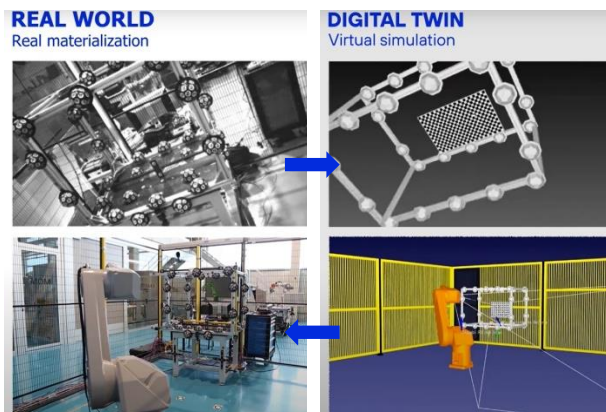 REAL WORLD
Real materialization
DIGITAL TWIN
Virtual simulation